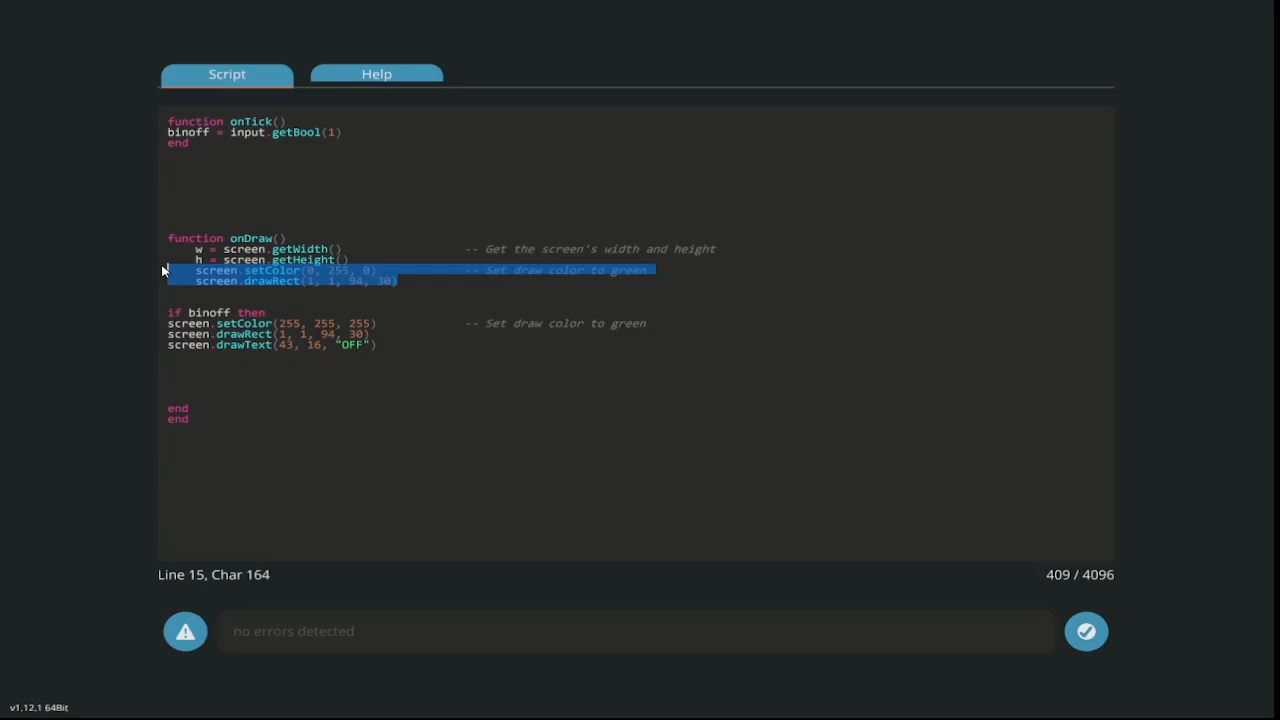 Script
Help
function onTick()
binoff = input.getBool(1)
end
function onDraw()
w = screen.getWidth() -- Get the screen's width and height
h = screen.getHeight()
screen.setColor(0, 255, 0) -- Set draw color to green
screen.drawRect(1, 1, 94, 30)
if binoff then
screen.setColor(255, 255, 255) -- Set draw color to green
screen.drawRect(1, 1, 94, 30)
screen.drawText(43, 16, "OFF")
end
end
Line 15, Char 164
409 / 4096
no errors detected
v1.12.1 64Bit